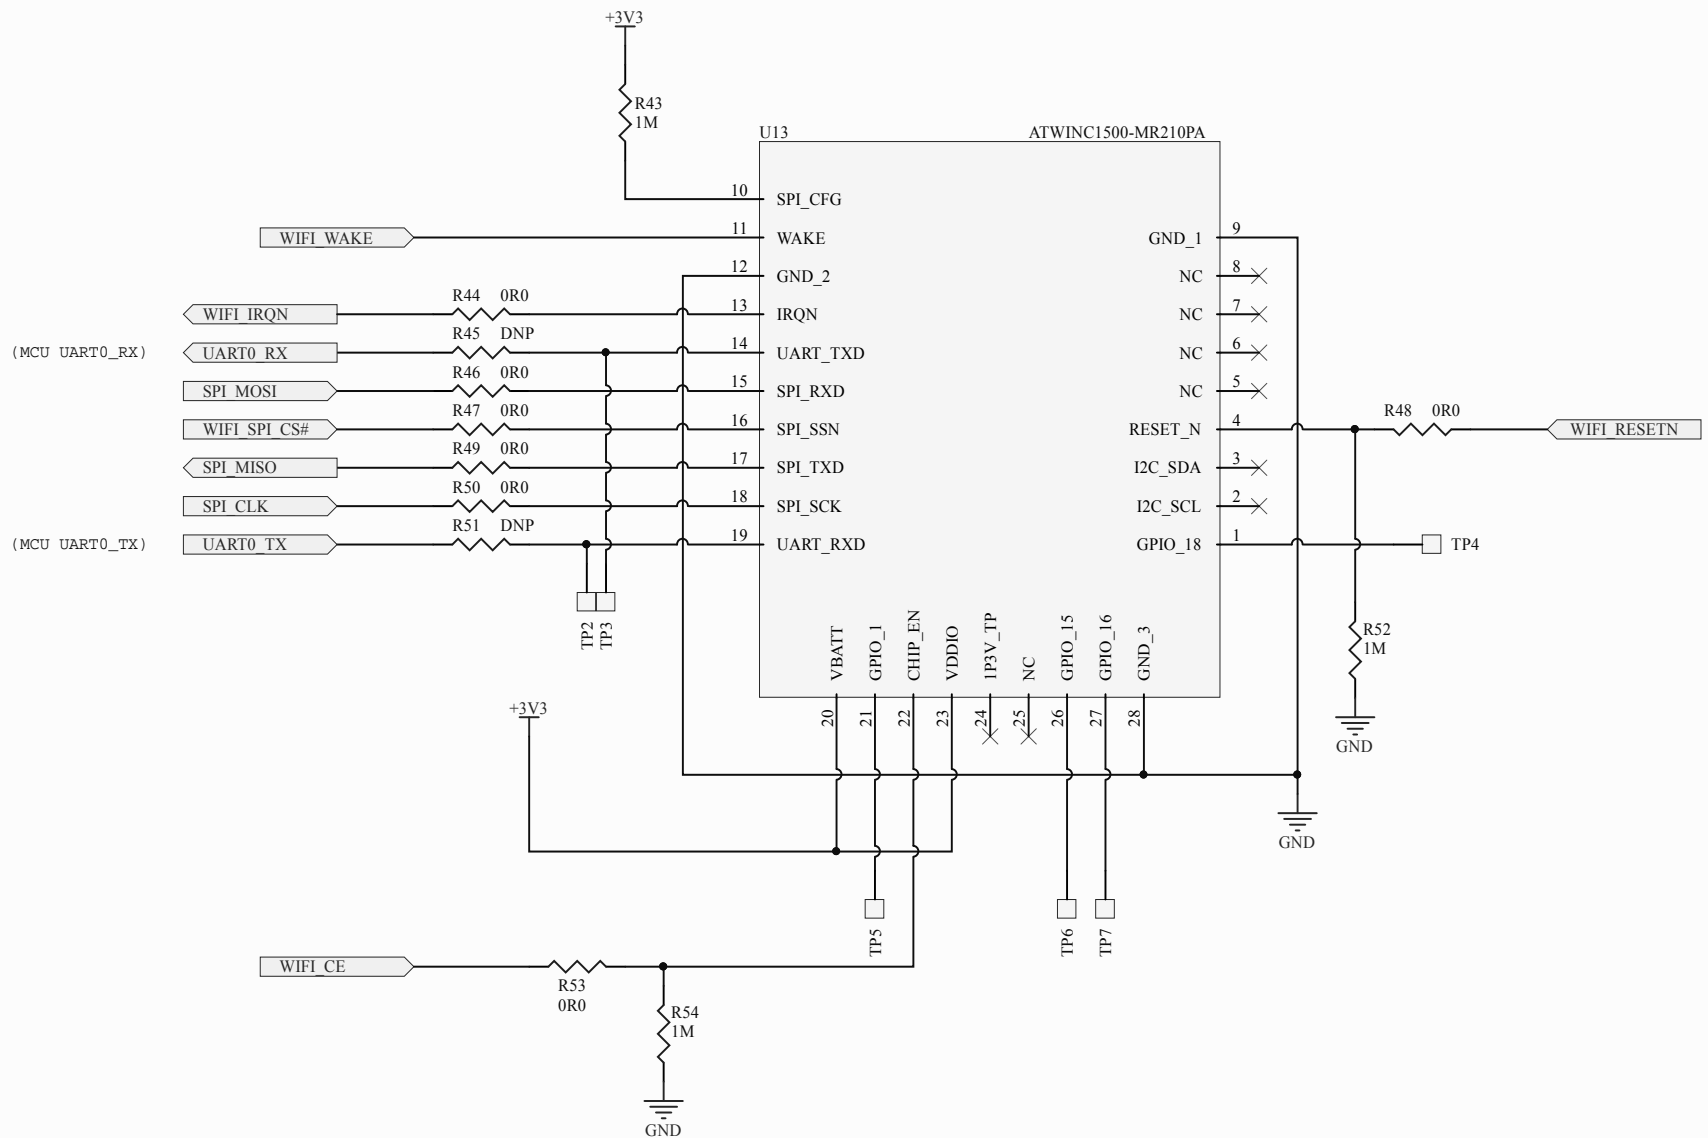 +3V3
R43
1M
U13
ATWINC1500-MR210PA
10 SPI_CFG
WIFI_WAKE 11 WAKE GND_1 9
12 GND_2 NC 8
WIFI_IRQN R44 0R0 13 IRQN NC 7
(MCU UART0_RX) UART0_RX R45 DNP 14 UART_TXD NC 6
SPI_MOSI R46 0R0 15 SPI_RXD NC 5
WIFI_SPI_CS# R47 0R0 16 SPI_SSN RESET_N 4 R48 0R0 WIFI_RESETN
SPI_MISO R49 0R0 17 SPI_TXD I2C_SDA 3
SPI_CLK R50 0R0 18 SPI_SCK I2C_SCL 2
(MCU UART0_TX) UART0_TX R51 DNP 19 UART_RXD GPIO_18 1 TP4
TP2
TP3
VBATT
GPIO_1
CHIP_EN
VDDIO
1P3V_TP
NC
GPIO_15
GPIO_16
GND_3
R52
1M
20
21
22
23
24
25
26
27
28
+3V3
GND
GND
TP5
TP6
TP7
WIFI_CE
R53
0R0
R54
1M
GND